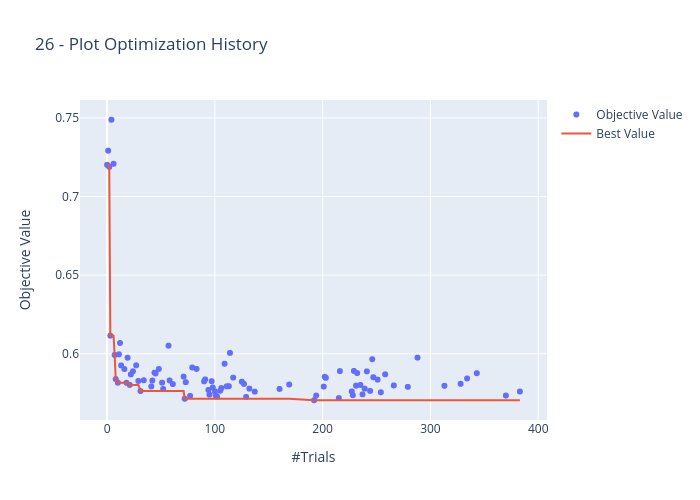 26 - Plot Optimization History
Objective Value
Best Value
0.75
0.7
0.65
0.6
Objective Value
0
100
200
300
400
#Trials